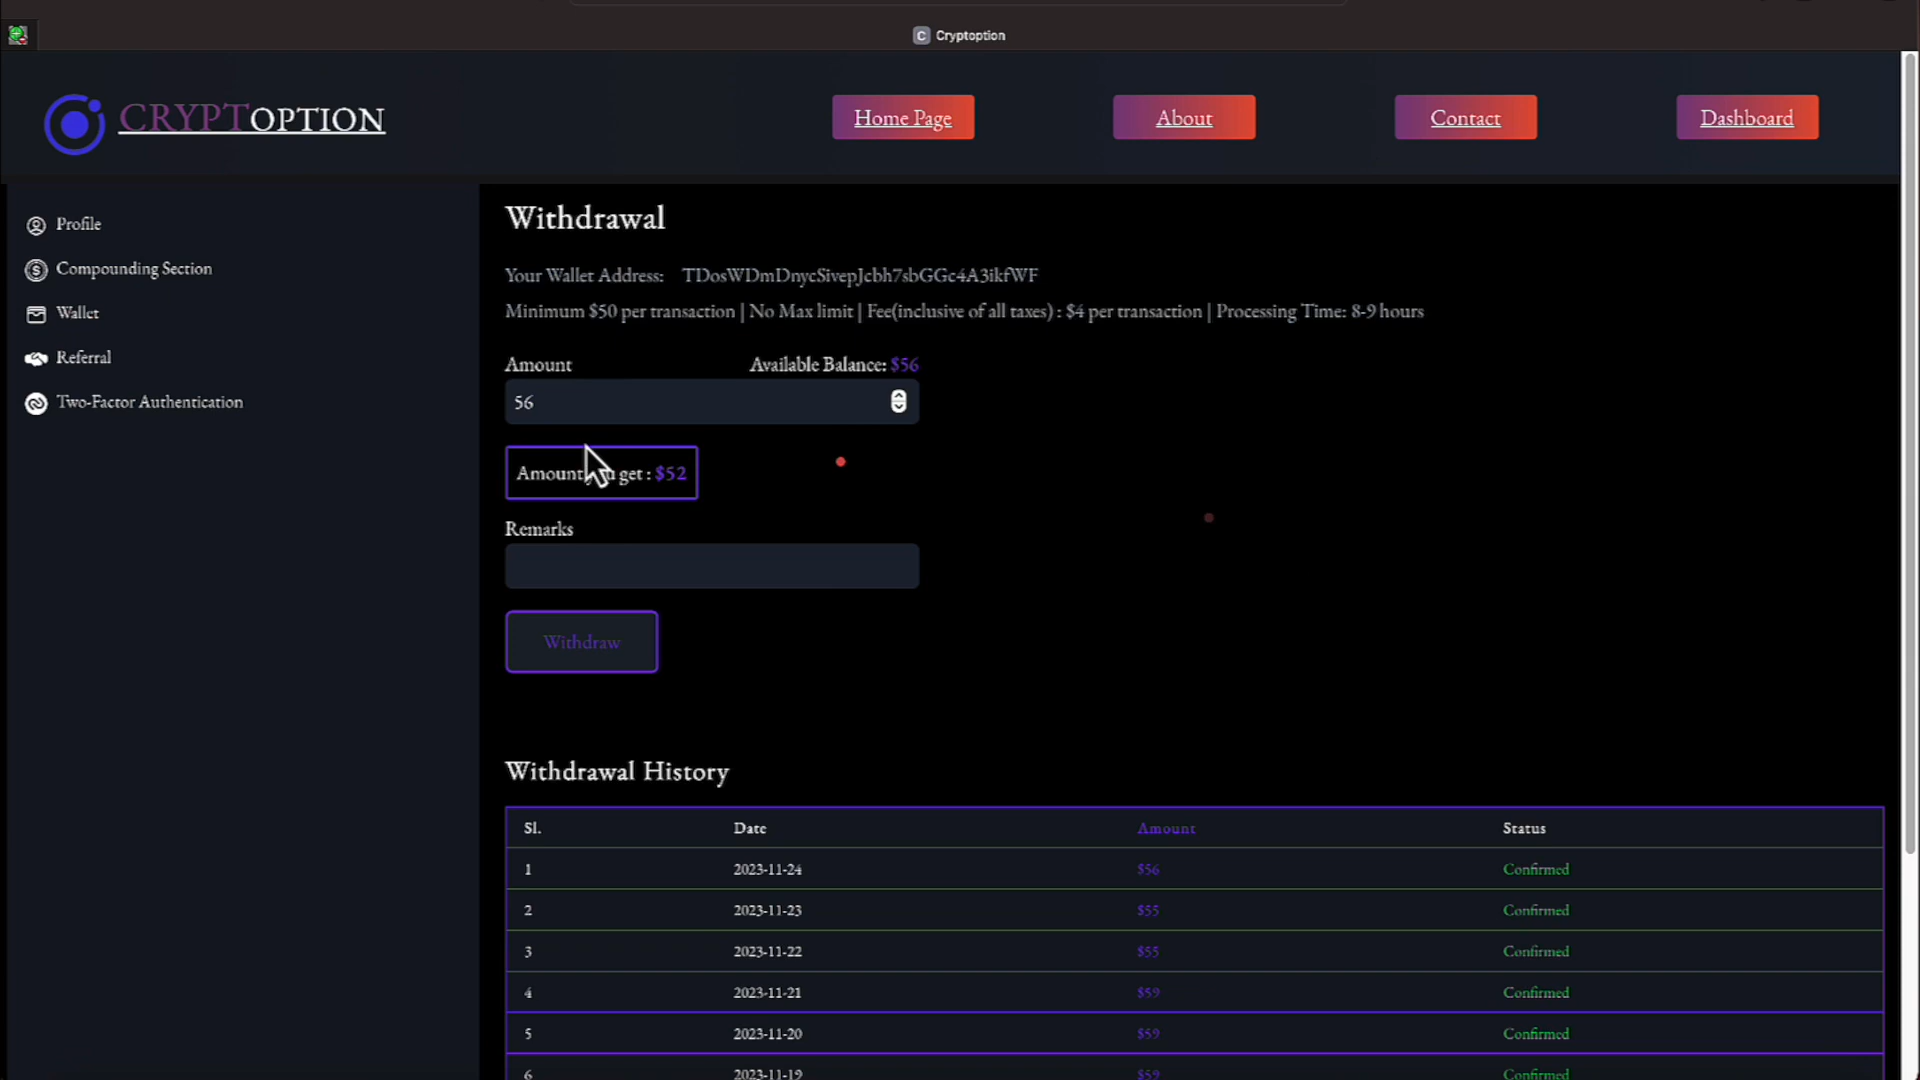 C Cryptoption
CRYPTOPTION
Home Page
About
Contact
Dashboard
Profile
Compounding Section
Wallet
Referral
Two-Factor Authentication
Withdrawal
Your Wallet Address: TDosWDmDnycSivepJcbh7sbGGc4A3ikfWF
Minimum $50 per transaction | No Max limit | Fee(inclusive of all taxes) : $4 per transaction | Processing Time: 8-9 hours
Amount Available Balance: $56
56
Amount get : $52
Remarks
Withdraw
Withdrawal History
Sl. Date Amount Status
1 2023-11-24 $56 Confirmed
2 2023-11-23 $55 Confirmed
3 2023-11-22 $55 Confirmed
4 2023-11-21 $59 Confirmed
5 2023-11-20 $59 Confirmed
6 2023-11-19 $59 Confirmed